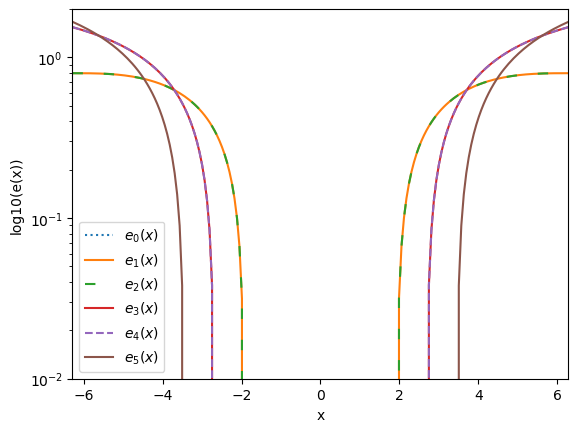 10⁰
10⁻¹
10⁻²
log10(e(x))
e₀(x)
e₁(x)
e₂(x)
e₃(x)
e₄(x)
e₅(x)
−6 −4 −2 0 2 4 6
x